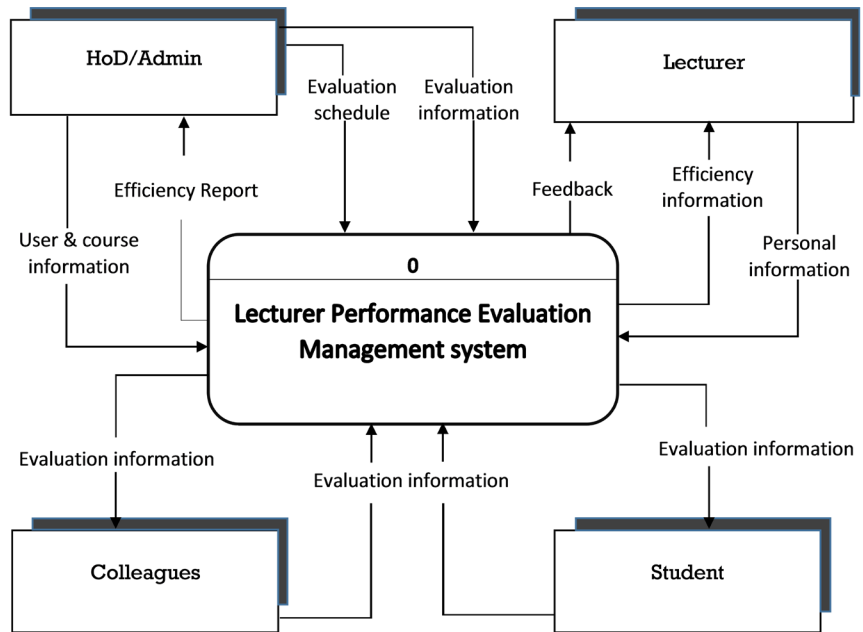 HoD/Admin
Lecturer
Evaluation
schedule
Evaluation
information
Efficiency Report
Feedback
Efficiency
information
User & course
information
Personal
information
0
Lecturer Performance Evaluation
Management system
Evaluation information
Evaluation information
Evaluation information
Colleagues
Student